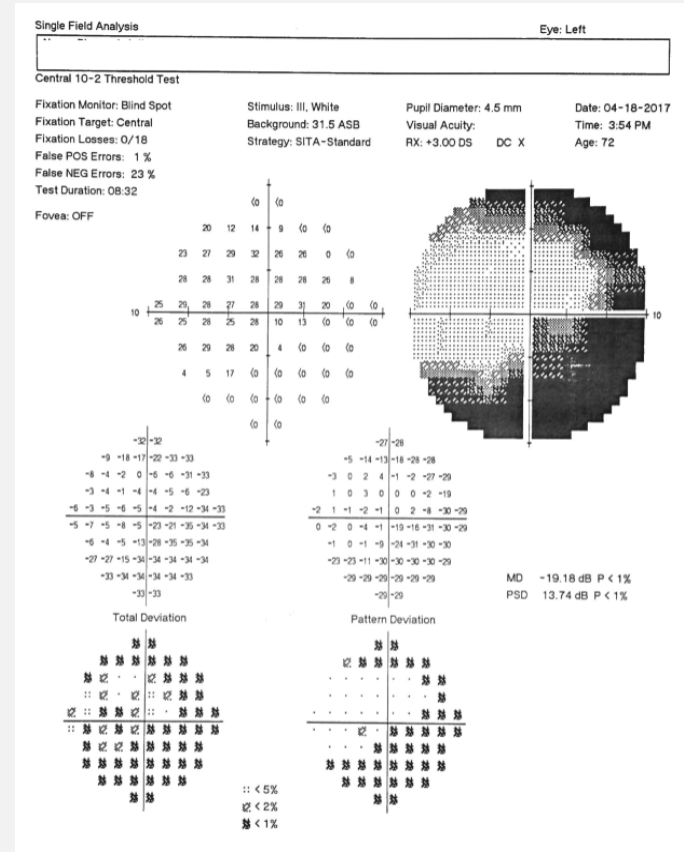 Single Field Analysis
Eye: Left
Central 10-2 Threshold Test
Fixation Monitor: Blind Spot
Fixation Target: Central
Fixation Losses: 0/18
False POS Errors: 1 %
False NEG Errors: 23 %
Test Duration: 08:32
Fovea: OFF
Stimulus: III, White
Background: 31.5 ASB
Strategy: SITA-Standard
Pupil Diameter: 4.5 mm
Visual Acuity:
RX: +3.00 DS DC X
Date: 04-18-2017
Time: 3:54 PM
Age: 72
<0 <0
20 12 14 9 <0 <0
23 27 29 32 26 26 0 <0
28 28 31 28 28 28 26 8
10 25 29 28 27 28 29 31 20 <0 <0
26 25 28 25 28 10 13 <0 <0 <0
26 29 28 20 4 <0 <0 <0
4 5 17 <0 <0 <0 <0 <0
<0 <0 <0 <0 <0 <0
<0 <0
10
-32 -32
-9 -18 -17 -22 -33 -33
-8 -4 -2 0 -6 -6 -31 -33
-3 -4 -1 -4 -4 -5 -6 -23
-6 -3 -5 -6 -5 -4 -2 -12 -34 -33
-5 -7 -5 -8 -5 -23 -21 -35 -34 -33
-6 -4 -5 -13 -28 -35 -35 -34
-27 -27 -15 -34 -34 -34 -34 -34
-33 -34 -34 -34 -34 -33
-33 -33
Total Deviation
-27 -28
-5 -14 -13 -18 -28 -28
-3 0 2 4 -1 -2 -27 -29
1 0 3 0 0 0 -2 -19
-2 1 -1 -2 -1 0 2 -8 -30 -29
0 -2 0 -4 -1 -19 -16 -31 -30 -29
-1 0 -1 -9 -24 -31 -30 -30
-23 -23 -11 -30 -30 -30 -30 -29
-29 -29 -29 -29 -29 -29
-29 -29
Pattern Deviation
MD -19.18 dB P < 1%
PSD 13.74 dB P < 1%
< 5%
< 2%
< 1%